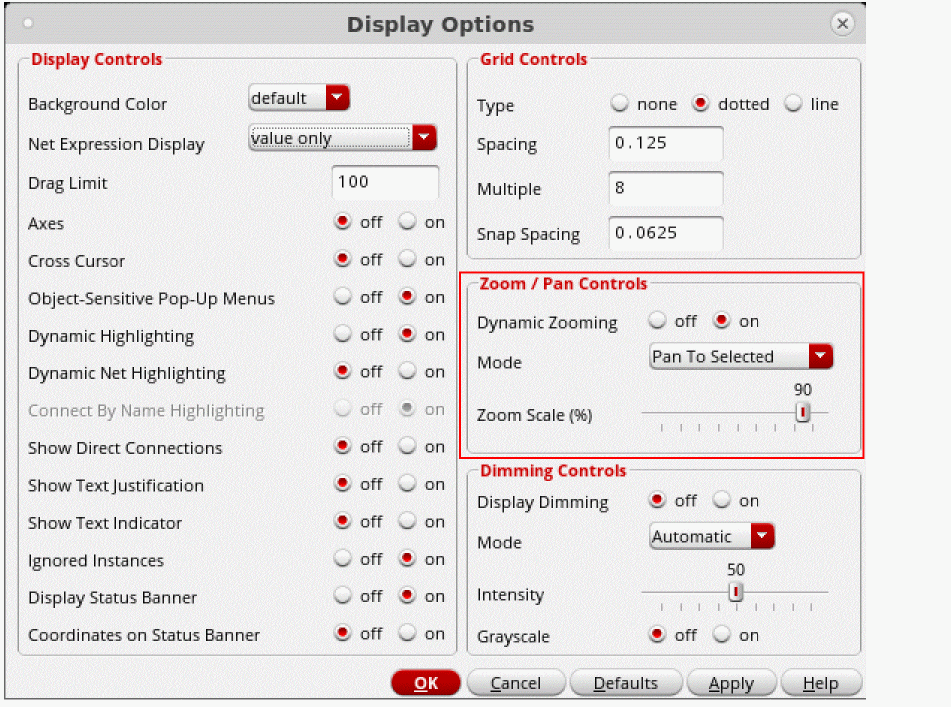 Display Options
Display Controls
Background Color default
Net Expression Display value only
Drag Limit 100
Axes off on
Cross Cursor off on
Object-Sensitive Pop-Up Menus off on
Dynamic Highlighting off on
Dynamic Net Highlighting off on
Connect By Name Highlighting off on
Show Direct Connections off on
Show Text Justification off on
Show Text Indicator off on
Ignored Instances off on
Display Status Banner off on
Coordinates on Status Banner off on
Grid Controls
Type none dotted line
Spacing 0.125
Multiple 8
Snap Spacing 0.0625
Zoom / Pan Controls
Dynamic Zooming off on
Mode Pan To Selected
90
Zoom Scale (%)
Dimming Controls
Display Dimming off on
Mode Automatic
50
Intensity
Grayscale off on
OK Cancel Defaults Apply Help